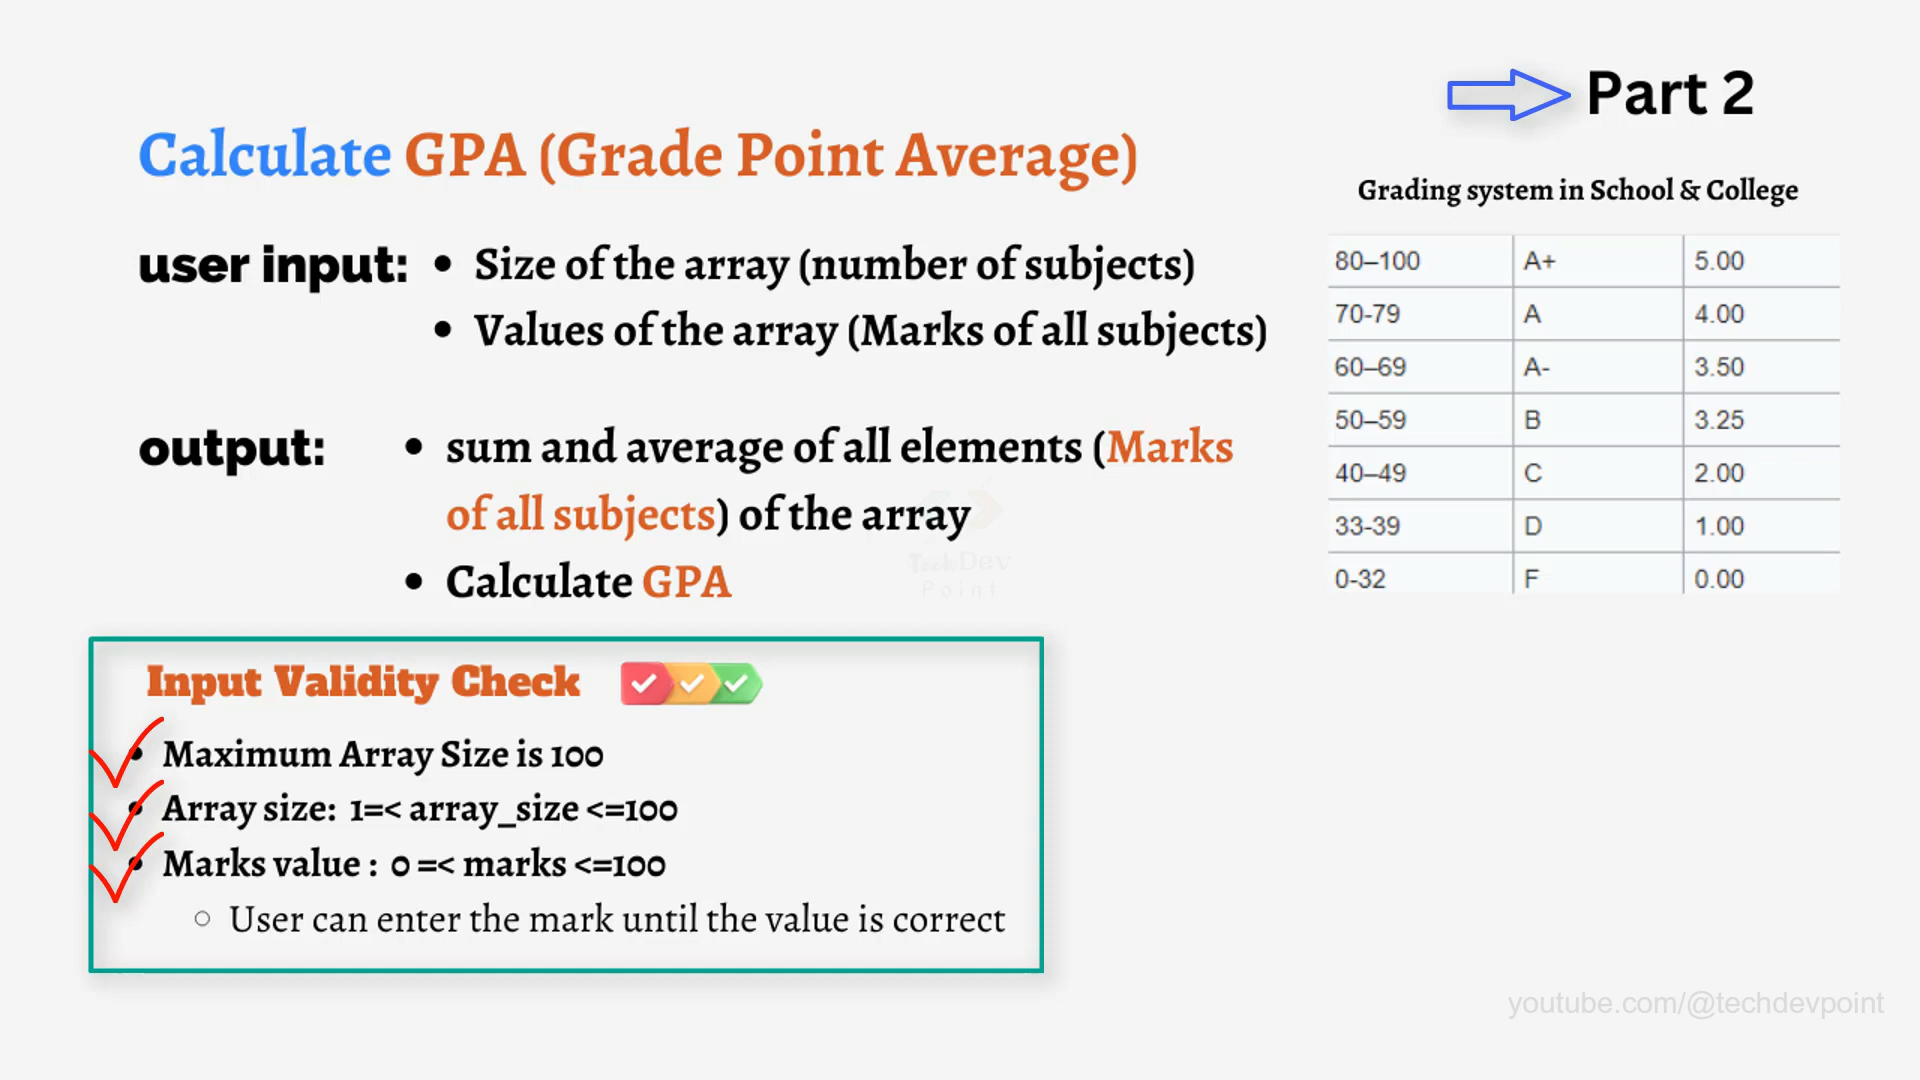 Part 2
Calculate GPA (Grade Point Average)
Grading system in School & College
user input:
• Size of the array (number of subjects)
• Values of the array (Marks of all subjects)
output:
• sum and average of all elements (Marks
of all subjects) of the array
• Calculate GPA
80–100 A+ 5.00
70-79 A 4.00
60–69 A- 3.50
50–59 B 3.25
40–49 C 2.00
33-39 D 1.00
0-32 F 0.00
TechDev
Point
Input Validity Check
• Maximum Array Size is 100
• Array size: 1=< array_size <=100
• Marks value : 0 =< marks <=100
○ User can enter the mark until the value is correct
youtube.com/@techdevpoint